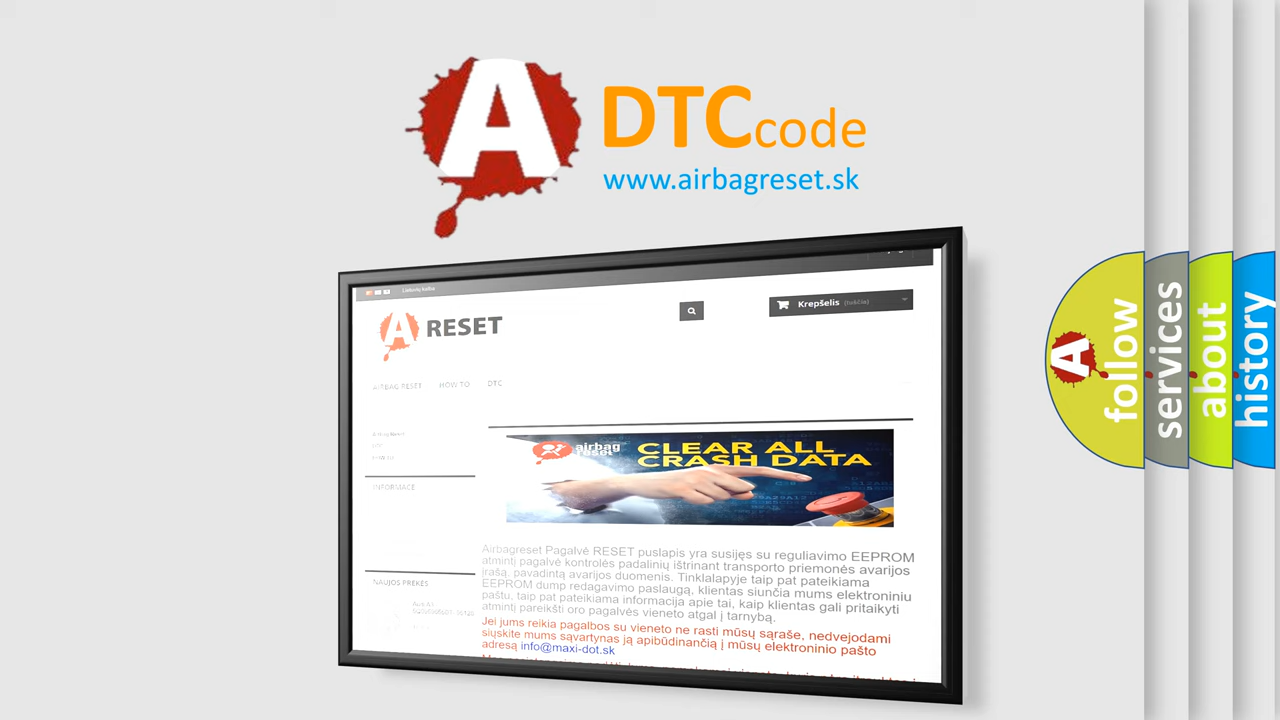 A DTCcode
www.airbagreset.sk
Lietuvių kalba
A RESET
Krepšelis (tuščia)
AIRBAG RESET HOW TO DTC
INFORMACE
airbag
reset
CLEAR ALL
CRASH DATA
Airbagreset Pagalvė RESET puslapis yra susijęs su reguliavimo EEPROM
atmintį pagalvė kontrolės padalinių ištrinant transporto priemonės avarijos
įrašą, pavadintą avarijos duomenis. Tinklalapyje taip pat pateikiama
EEPROM dump redagavimo paslaugą, klientas siunčia mums elektroniniu
paštu, taip pat pateikiama informacija apie tai, kaip klientas gali pritaikyti
atmintį pareikšti oro pagalvės vieneto atgal į tarnybą.
Jei jums reikia pagalbos su vieneto ne rasti mūsų sąraše, nedvejodami
siųskite mums sąvartynas ją apibūdinančią į mūsų elektroninio pašto
adresą info@maxi-dot.sk
NAUJOS PREKĖS
A follow
services
about
history